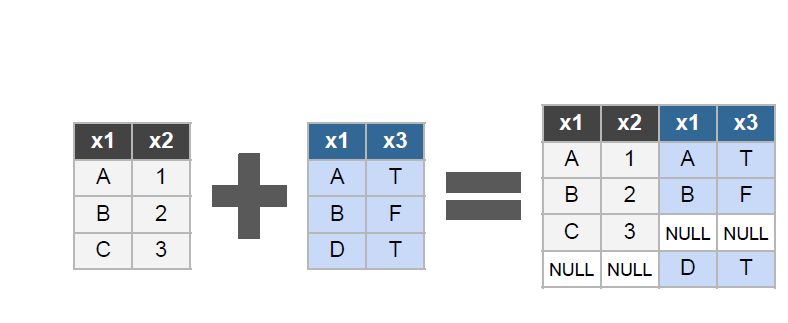 x1 x2
A 1
B 2
C 3
x1 x3
A T
B F
D T
x1 x2 x1 x3
A 1 A T
B 2 B F
C 3 NULL NULL
NULL NULL D T